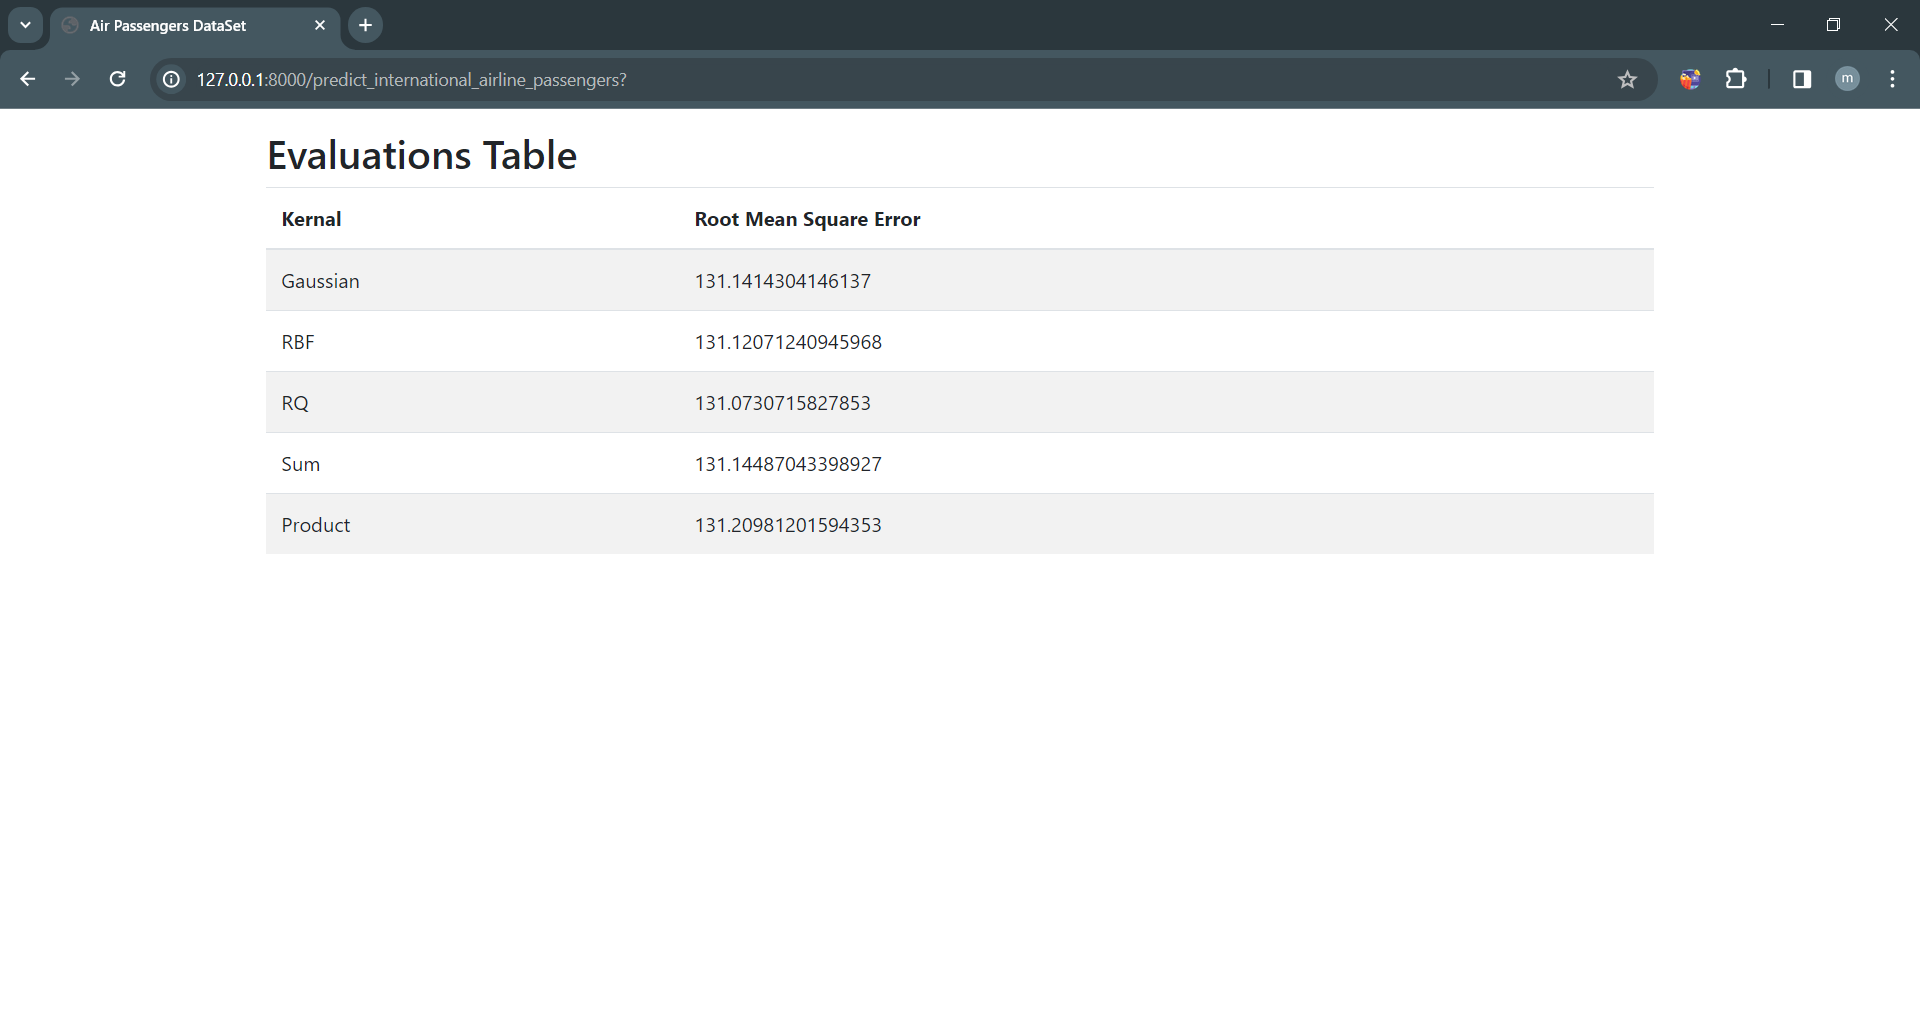 Air Passengers DataSet
127.0.0.1:8000/predict_international_airline_passengers?
m
Evaluations Table
Kernal Root Mean Square Error
Gaussian 131.1414304146137
RBF 131.12071240945968
RQ 131.0730715827853
Sum 131.14487043398927
Product 131.20981201594353